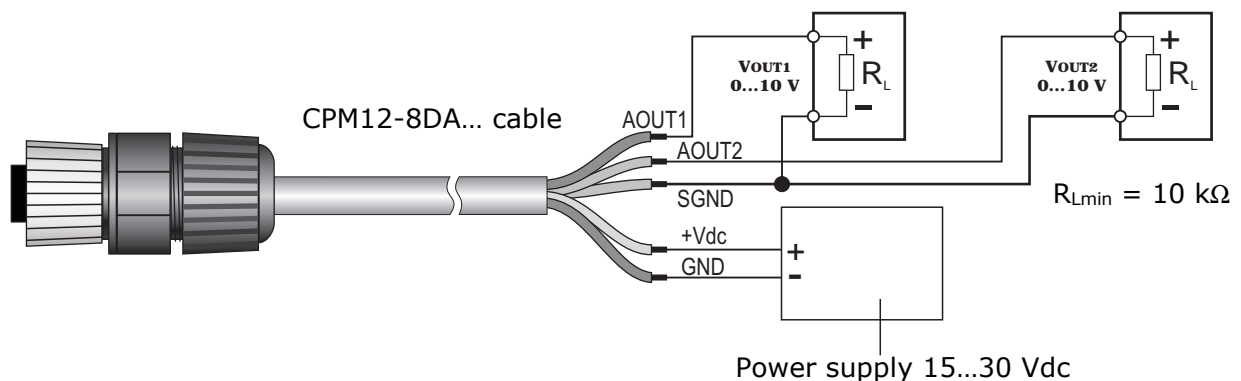 CPM12-8DA... cable
AOUT1
AOUT2
SGND
+Vdc
GND
VOUT1
0...10 V
+
RL
-
VOUT2
0...10 V
+
RL
-
RLmin = 10 kΩ
+
-
Power supply 15...30 Vdc